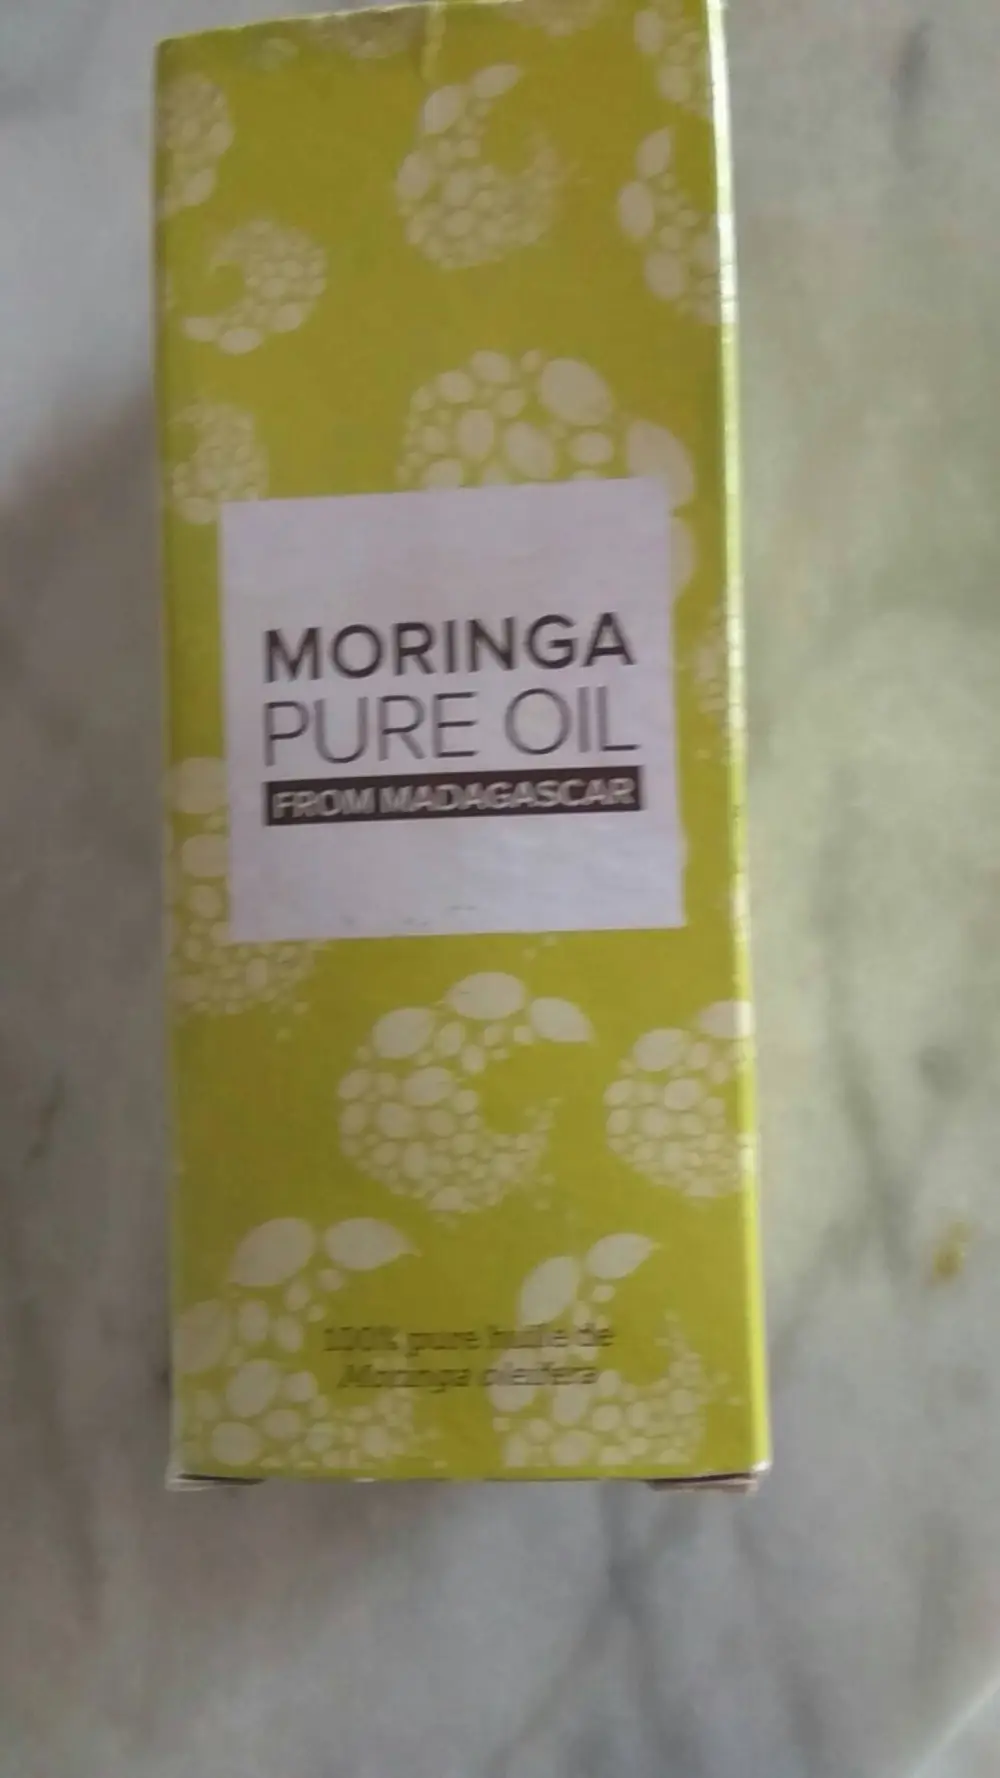 MORINGA
PURE OIL
FROM MADAGASCAR
100% pure huile de
Moringa oleifera